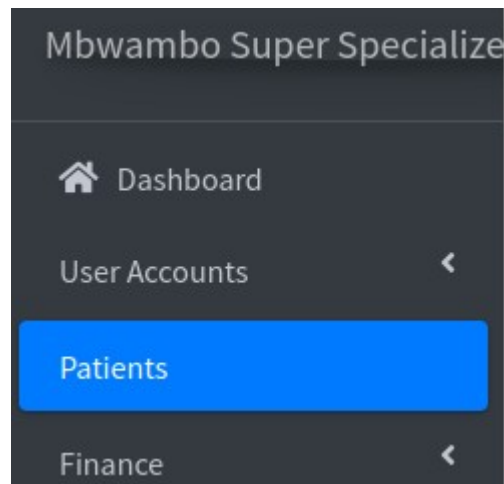 Mbwambo Super Specialize
Dashboard
User Accounts
Patients
Finance